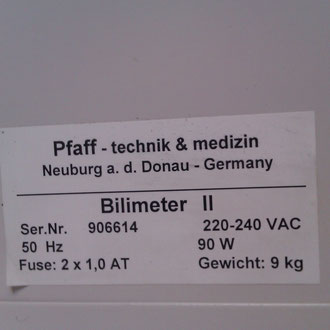 Pfaff - technik & medizin
Neuburg a. d. Donau - Germany
Bilimeter II
Ser.Nr. 906614 220-240 VAC
50 Hz 90 W
Fuse: 2 x 1,0 AT Gewicht: 9 kg